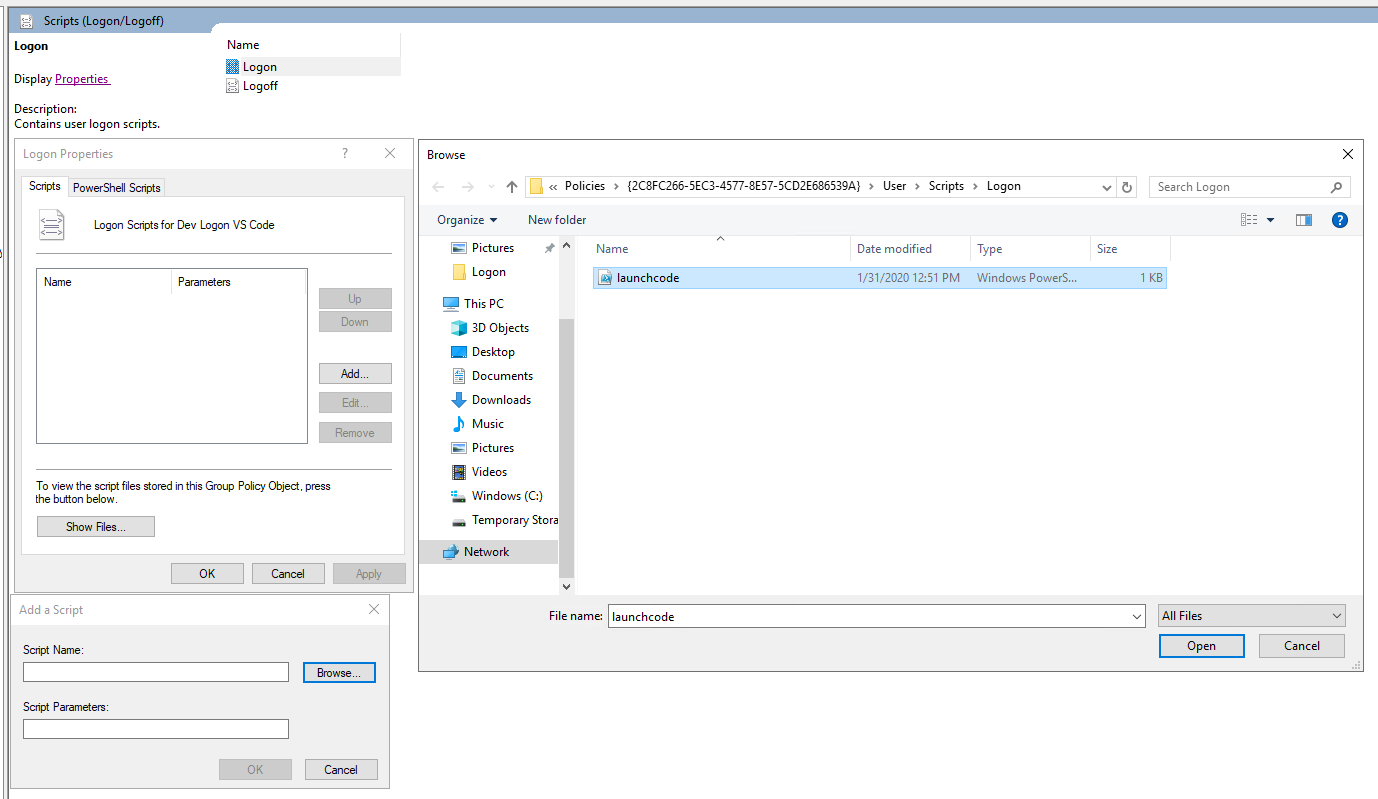 Scripts (Logon/Logoff)
Logon
Display Properties
Description:
Contains user logon scripts.
Name
Logon
Logoff
Logon Properties
?
Scripts
PowerShell Scripts
Logon Scripts for Dev Logon VS Code
Name Parameters
Up
Down
Add...
Edit...
Remove
To view the script files stored in this Group Policy Object, press
the button below.
Show Files...
OK Cancel Apply
Add a Script
Script Name:
Browse...
Script Parameters:
OK Cancel
Browse
« Policies > {2C8FC266-5EC3-4577-8E57-5CD2E686539A} > User > Scripts > Logon
Search Logon
Organize New folder
?
Pictures
Logon
This PC
3D Objects
Desktop
Documents
Downloads
Music
Pictures
Videos
Windows (C:)
Temporary Stora
Network
Name Date modified Type Size
launchcode 1/31/2020 12:51 PM Windows PowerS... 1 KB
File name: launchcode
All Files
Open Cancel